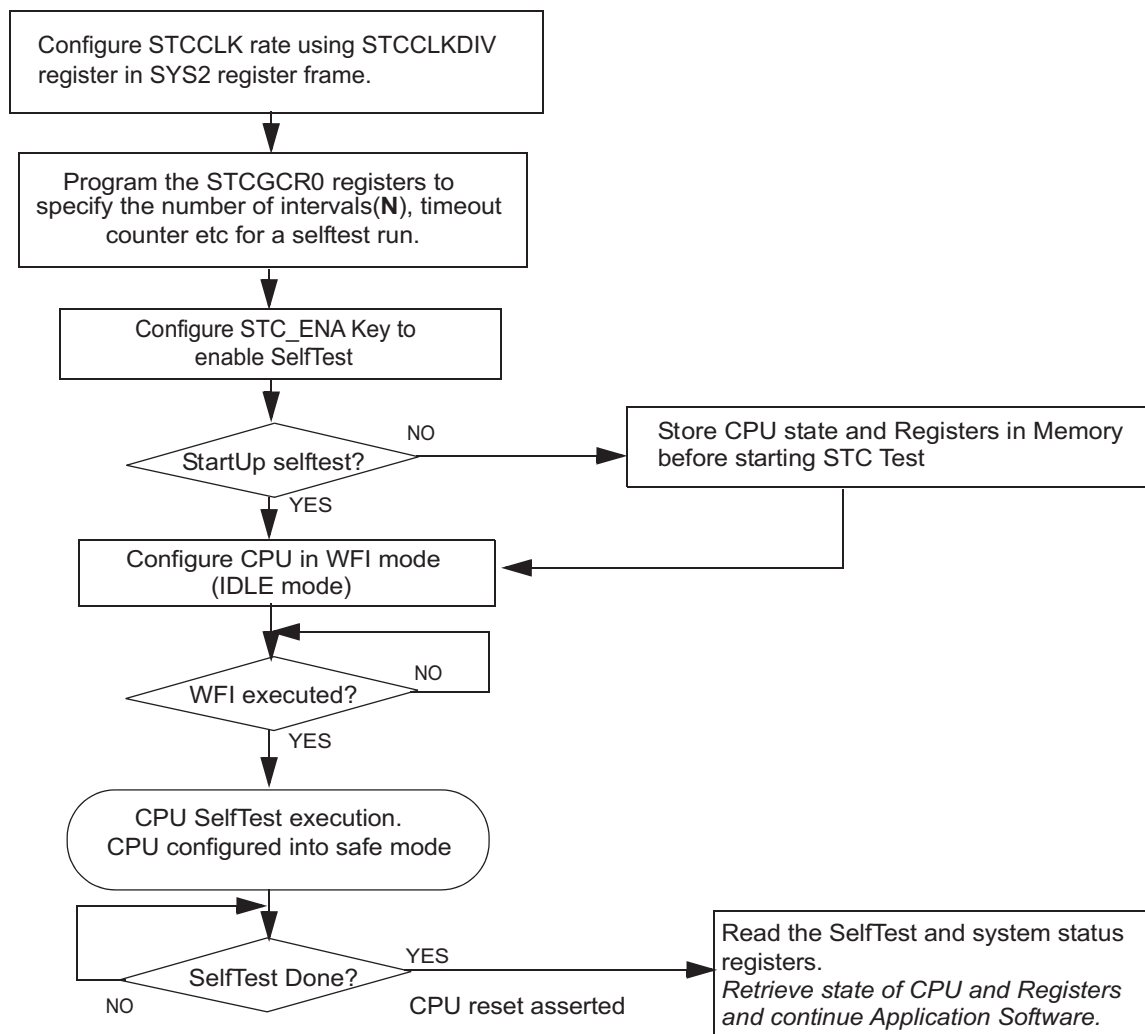 Configure STCCLK rate using STCCLKDIV
register in SYS2 register frame.
Program the STCGCR0 registers to
specify the number of intervals(N), timeout
counter etc for a selftest run.
Configure STC_ENA Key to
enable SelfTest
StartUp selftest?
NO
Store CPU state and Registers in Memory
before starting STC Test
YES
Configure CPU in WFI mode
(IDLE mode)
WFI executed?
NO
YES
CPU SelfTest execution.
CPU configured into safe mode
SelfTest Done?
NO
YES
CPU reset asserted
Read the SelfTest and system status
registers.
Retrieve state of CPU and Registers
and continue Application Software.